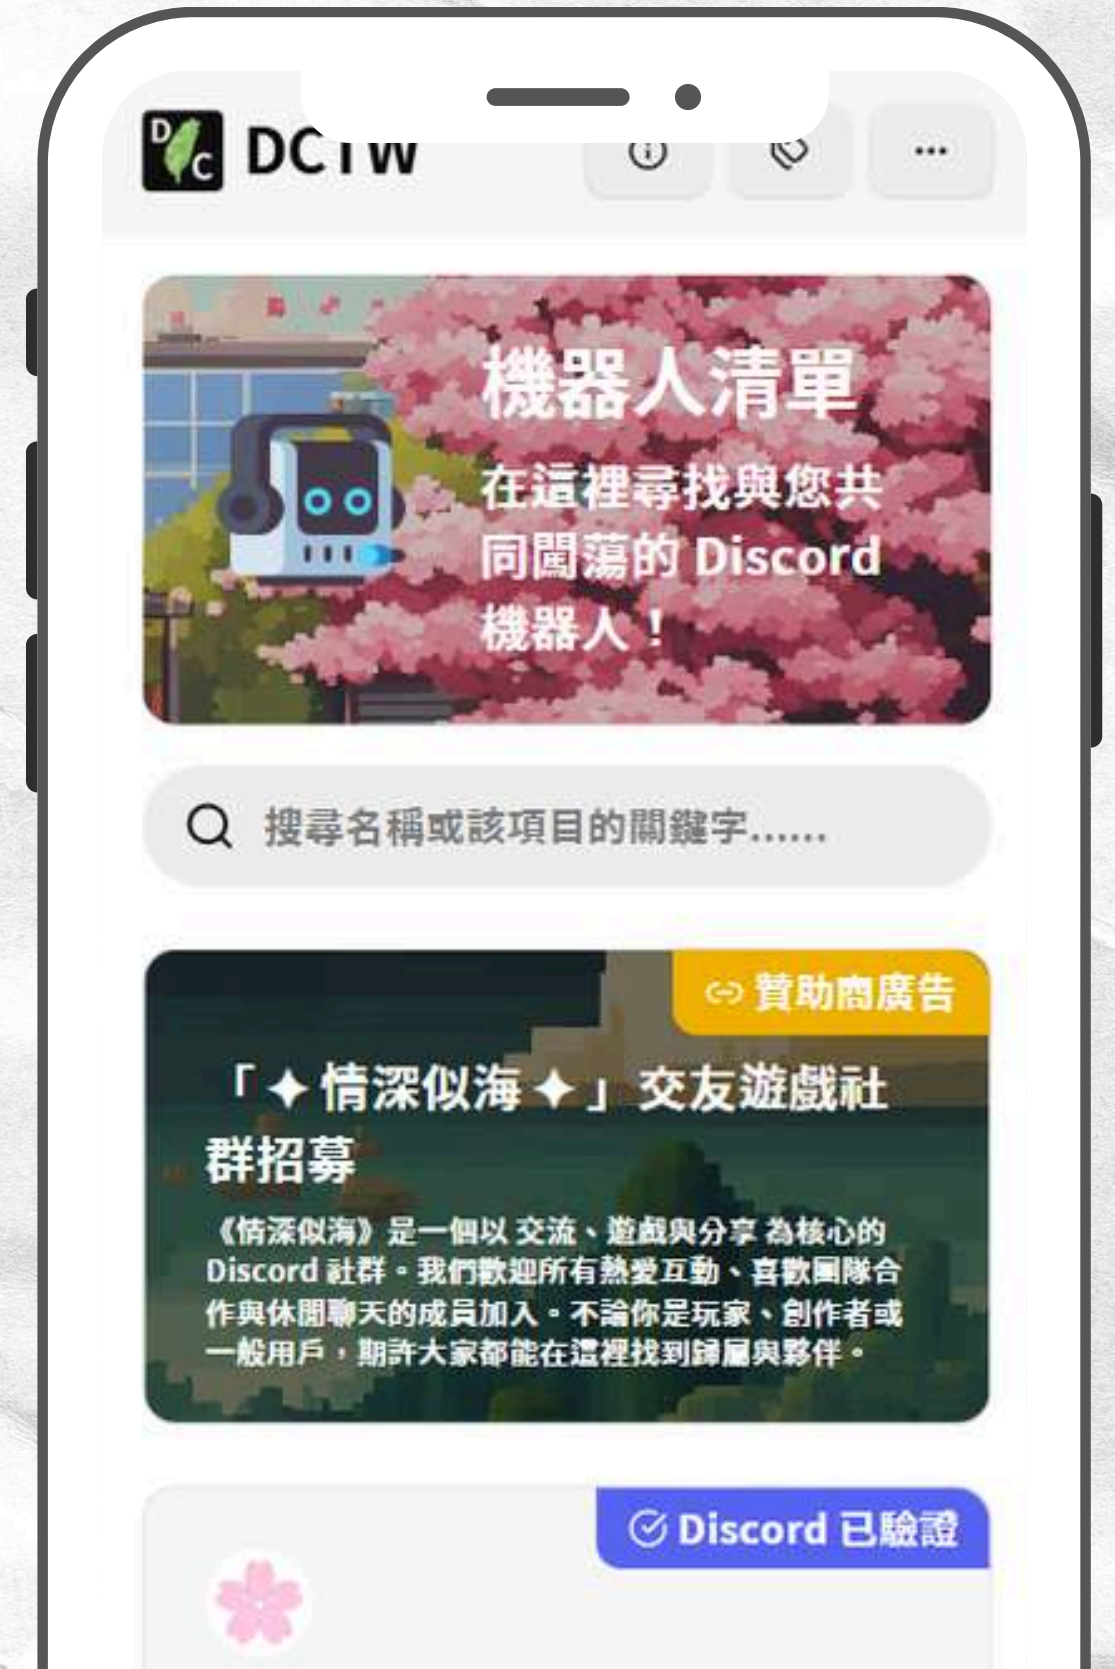 DC
DCTW
機器人清單
在這裡尋找與您共
同闖蕩的 Discord
機器人！
搜尋名稱或該項目的關鍵字......
贊助商廣告
「✦情深似海✦」交友遊戲社
群招募
《情深似海》是一個以 交流、遊戲與分享 為核心的
Discord 社群。我們歡迎所有熱愛互動、喜歡團隊合
作與休閒聊天的成員加入。不論你是玩家、創作者或
一般用戶，期許大家都能在這裡找到歸屬與夥伴。
Discord 已驗證